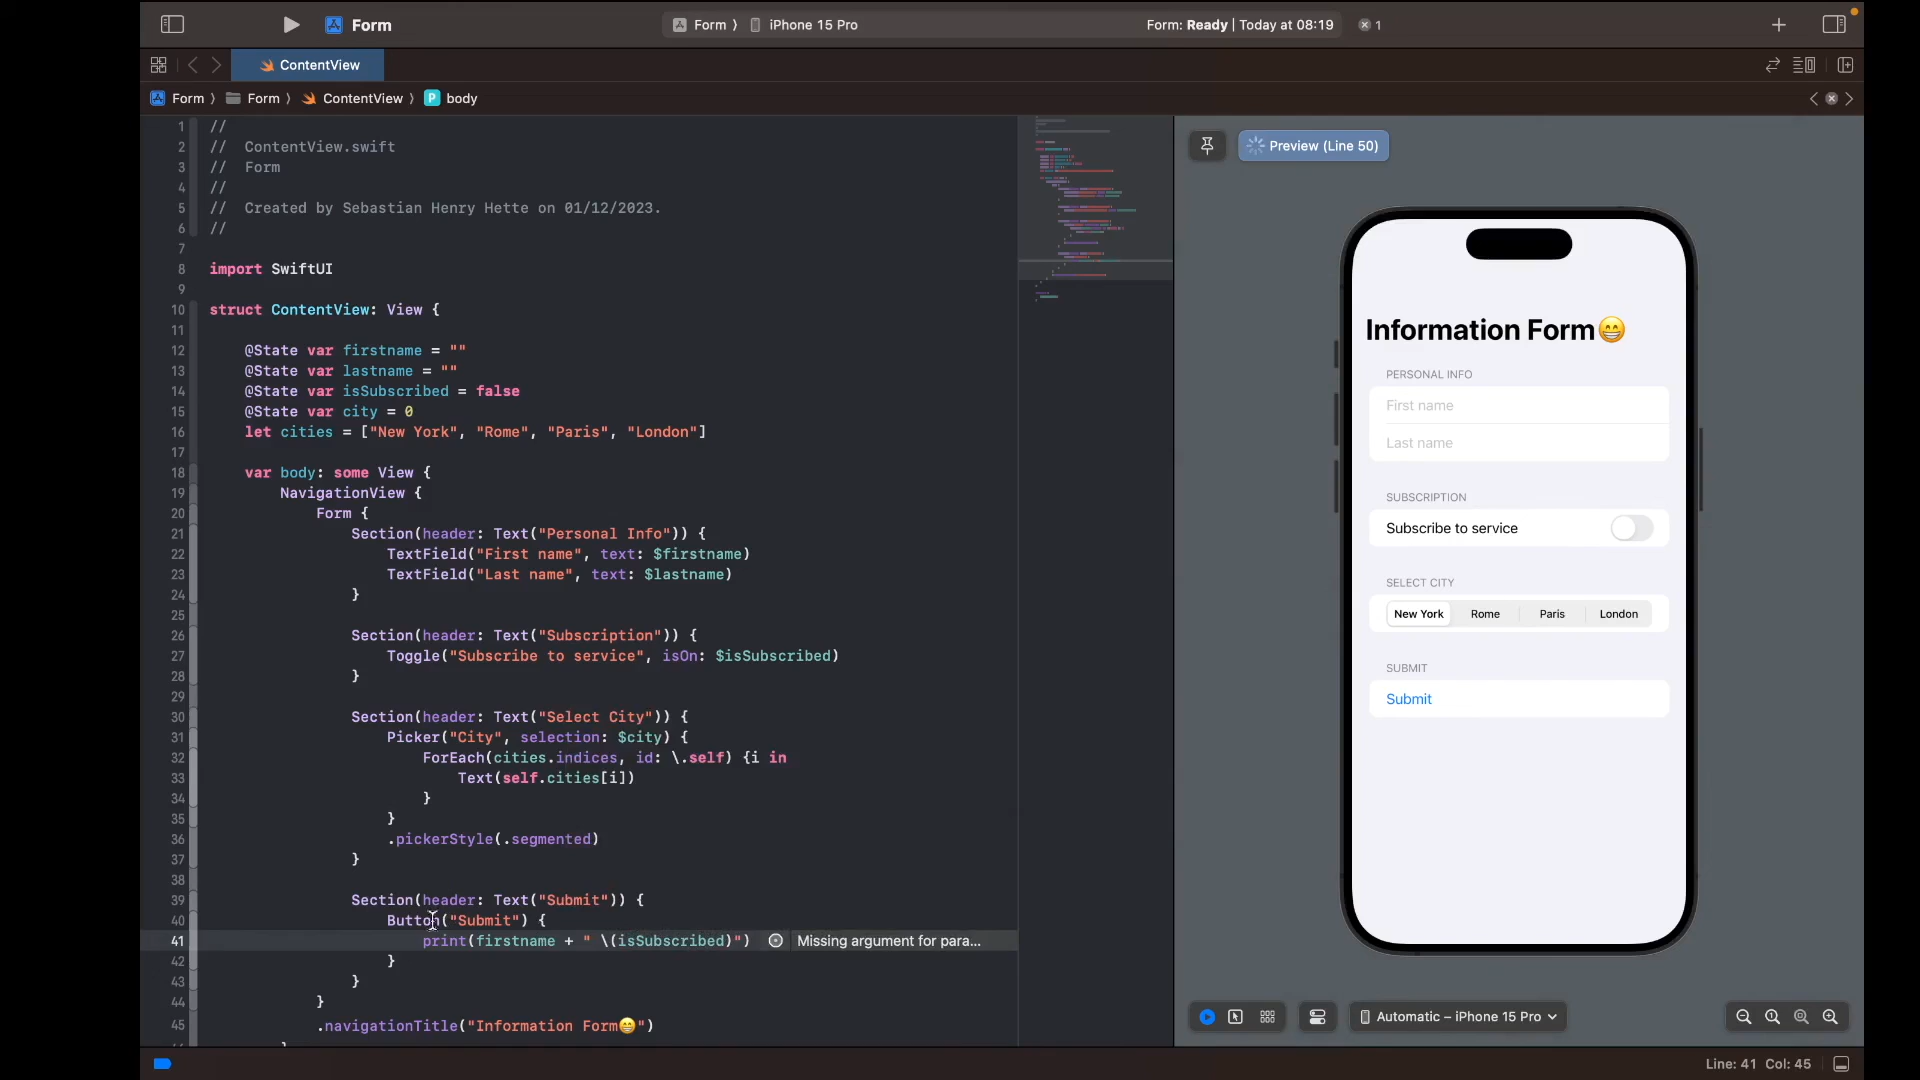 Form
Form ⟩ iPhone 15 Pro
Form: Ready | Today at 08:19
1
ContentView
Form ⟩ Form ⟩ ContentView ⟩ P body
1 //
2 //  ContentView.swift
3 //  Form
4 //
5 //  Created by Sebastian Henry Hette on 01/12/2023.
6 //
7
8 import SwiftUI
9
10 struct ContentView: View {
11
12 @State var firstname = ""
13 @State var lastname = ""
14 @State var isSubscribed = false
15 @State var city = 0
16 let cities = ["New York", "Rome", "Paris", "London"]
17
18 var body: some View {
19 NavigationView {
20 Form {
21 Section(header: Text("Personal Info")) {
22 TextField("First name", text: $firstname)
23 TextField("Last name", text: $lastname)
24 }
25
26 Section(header: Text("Subscription")) {
27 Toggle("Subscribe to service", isOn: $isSubscribed)
28 }
29
30 Section(header: Text("Select City")) {
31 Picker("City", selection: $city) {
32 ForEach(cities.indices, id: \.self) {i in
33 Text(self.cities[i])
34 }
35 }
36 .pickerStyle(.segmented)
37 }
38
39 Section(header: Text("Submit")) {
40 Button("Submit") {
41 print(firstname + " \(isSubscribed)") Missing argument for para...
42 }
43 }
44 }
45 .navigationTitle("Information Form😁")
Preview (Line 50)
Information Form😁
PERSONAL INFO
First name
Last name
SUBSCRIPTION
Subscribe to service
SELECT CITY
New York Rome Paris London
SUBMIT
Submit
Automatic – iPhone 15 Pro
Line: 41 Col: 45